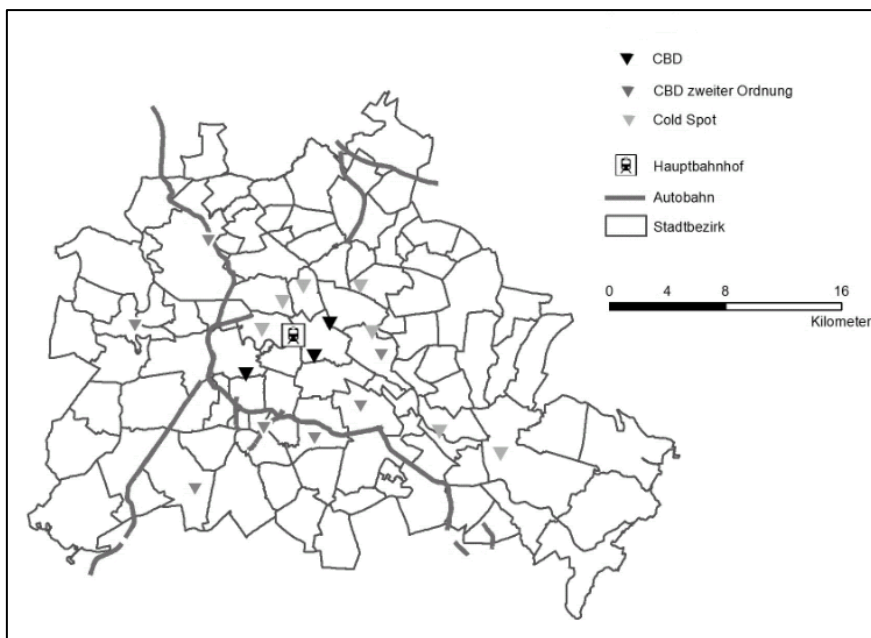 CBD
CBD zweiter Ordnung
Cold Spot
Hauptbahnhof
Autobahn
Stadtbezirk
0 4 8 16
Kilometer